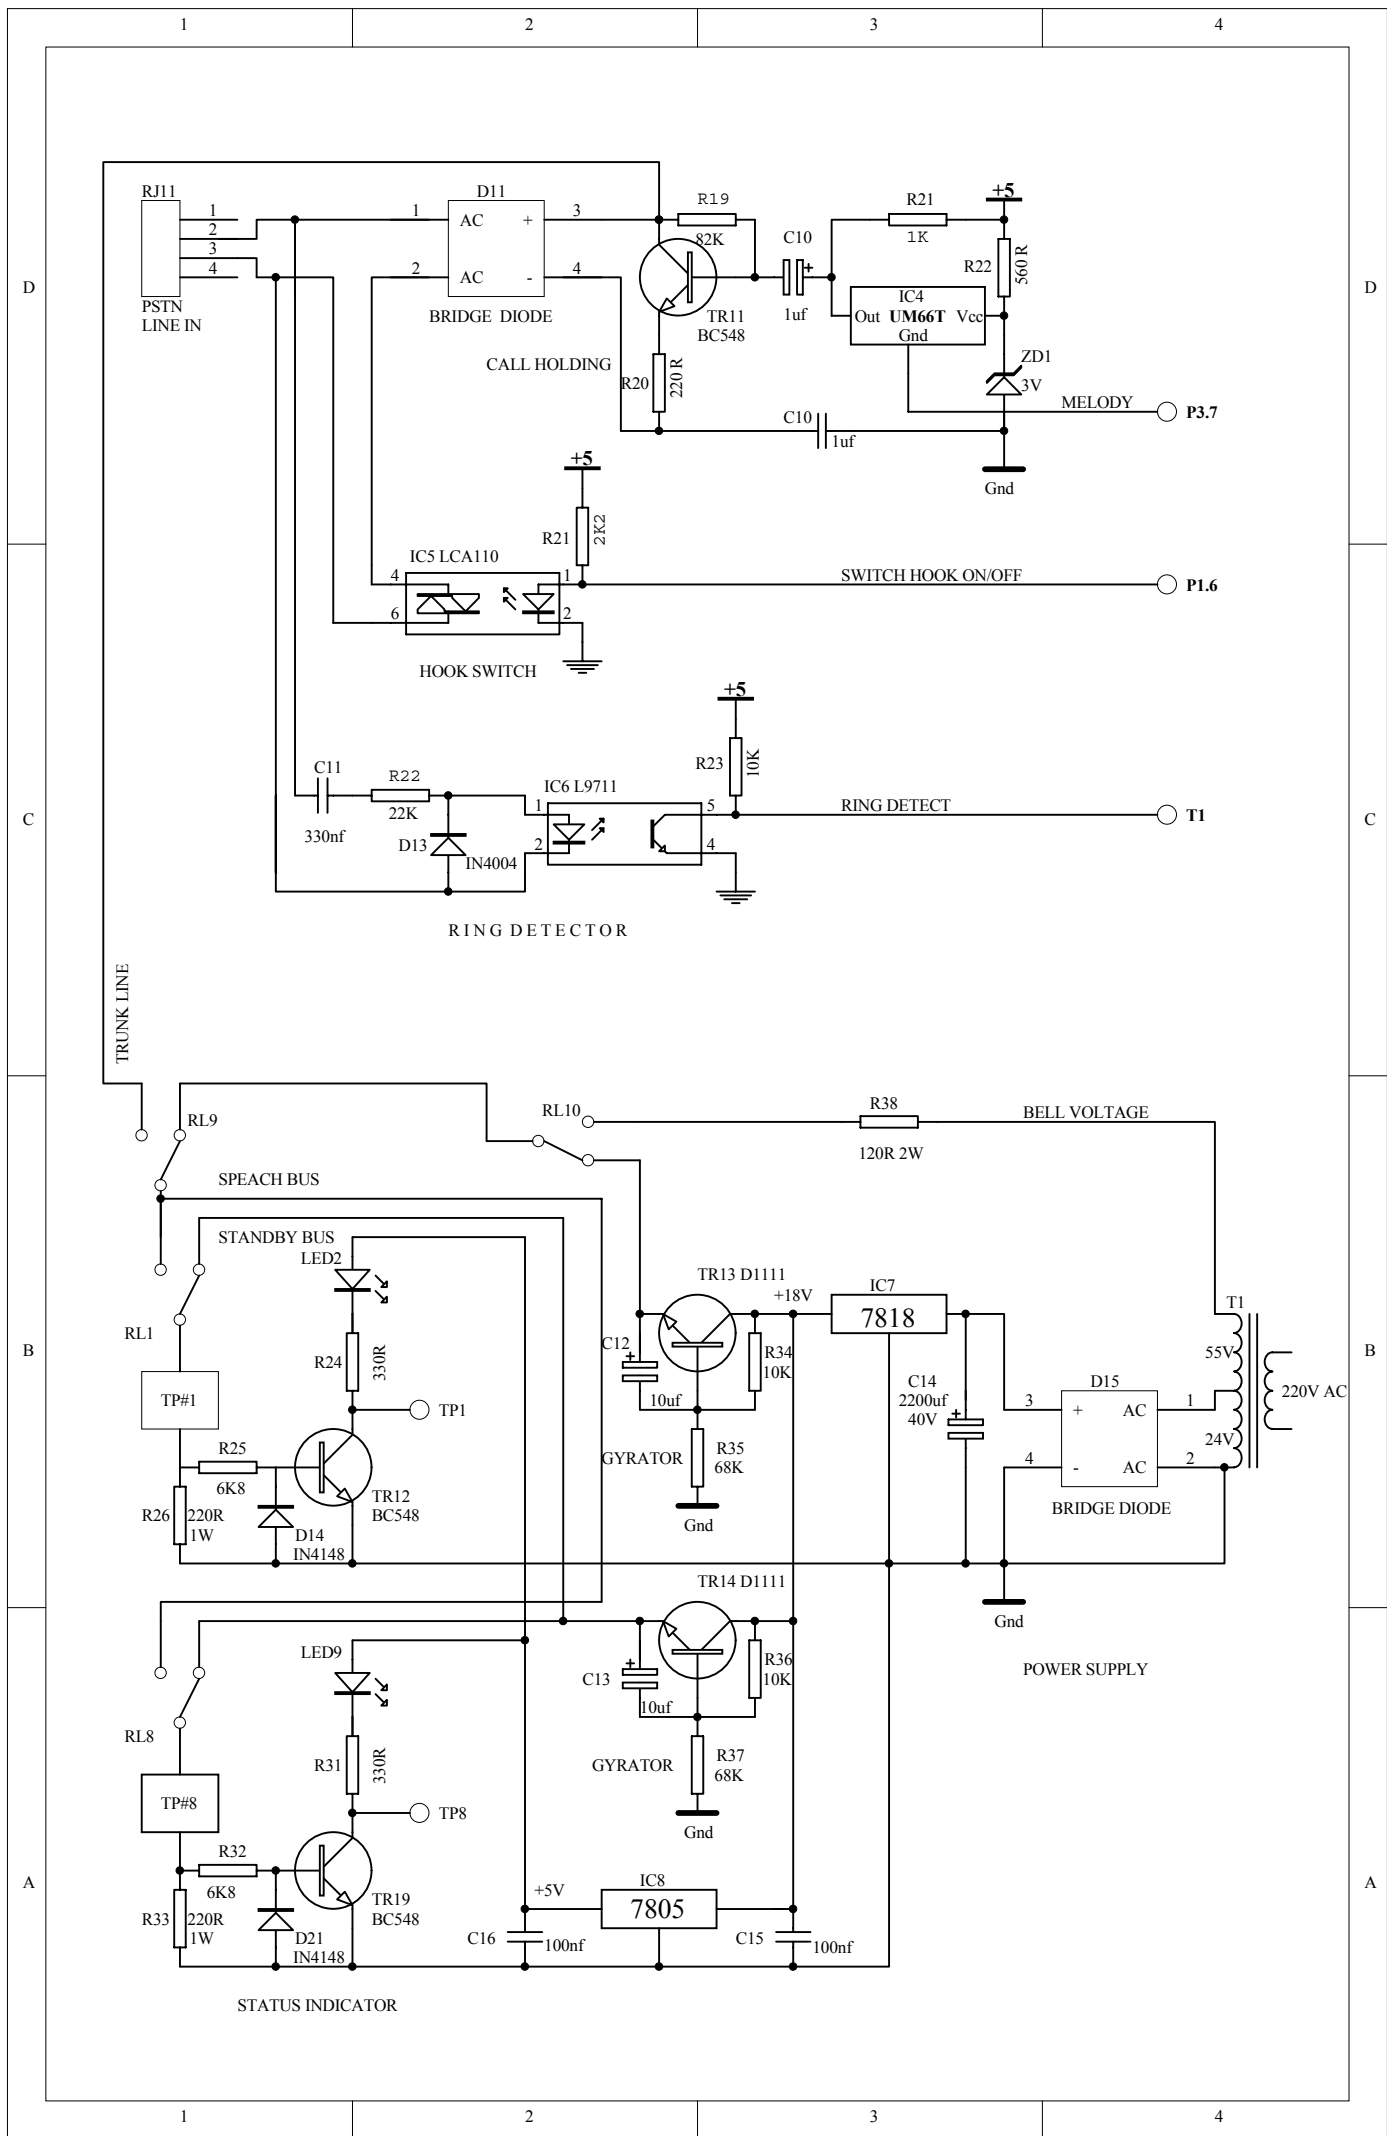 1 2 3 4
D D
RJ11
1
2
3
4
PSTN
LINE IN
D11
1 AC + 3
2 AC - 4
BRIDGE DIODE
R19
82K
TR11
BC548
C10
1uf
R21
1K
+5
R22
560 R
IC4
Out UM66T Vcc
Gnd
ZD1
3V
CALL HOLDING
R20
220 R
C10
1uf
MELODY
P3.7
Gnd
+5
R21
2K2
IC5 LCA110
4 1
6 2
SWITCH HOOK ON/OFF
P1.6
HOOK SWITCH
C C
+5
R23
10K
C11
330nf
R22
22K
D13
IN4004
IC6 L9711
1 5
2 4
RING DETECT
T1
RING DETECTOR
TRUNK LINE
B B
RL9
RL10
R38
120R 2W
BELL VOLTAGE
SPEACH BUS
STANDBY BUS
LED2
RL1
R24
330R
TP#1
TP1
R25
6K8
R26
220R
1W
D14
IN4148
TR12
BC548
TR13 D1111
+18V
C12
+
10uf
R34
10K
GYRATOR
R35
68K
Gnd
IC7
7818
C14
2200uf
40V
+
D15
3 + AC 1
4 - AC 2
BRIDGE DIODE
T1
55V
24V
220V AC
Gnd
POWER SUPPLY
A A
TR14 D1111
LED9
RL8
R31
330R
TP#8
TP8
R32
6K8
R33
220R
1W
D21
IN4148
TR19
BC548
C13
+
10uf
R36
10K
GYRATOR
R37
68K
Gnd
+5V
IC8
7805
C16
100nf
C15
100nf
STATUS INDICATOR
1 2 3 4